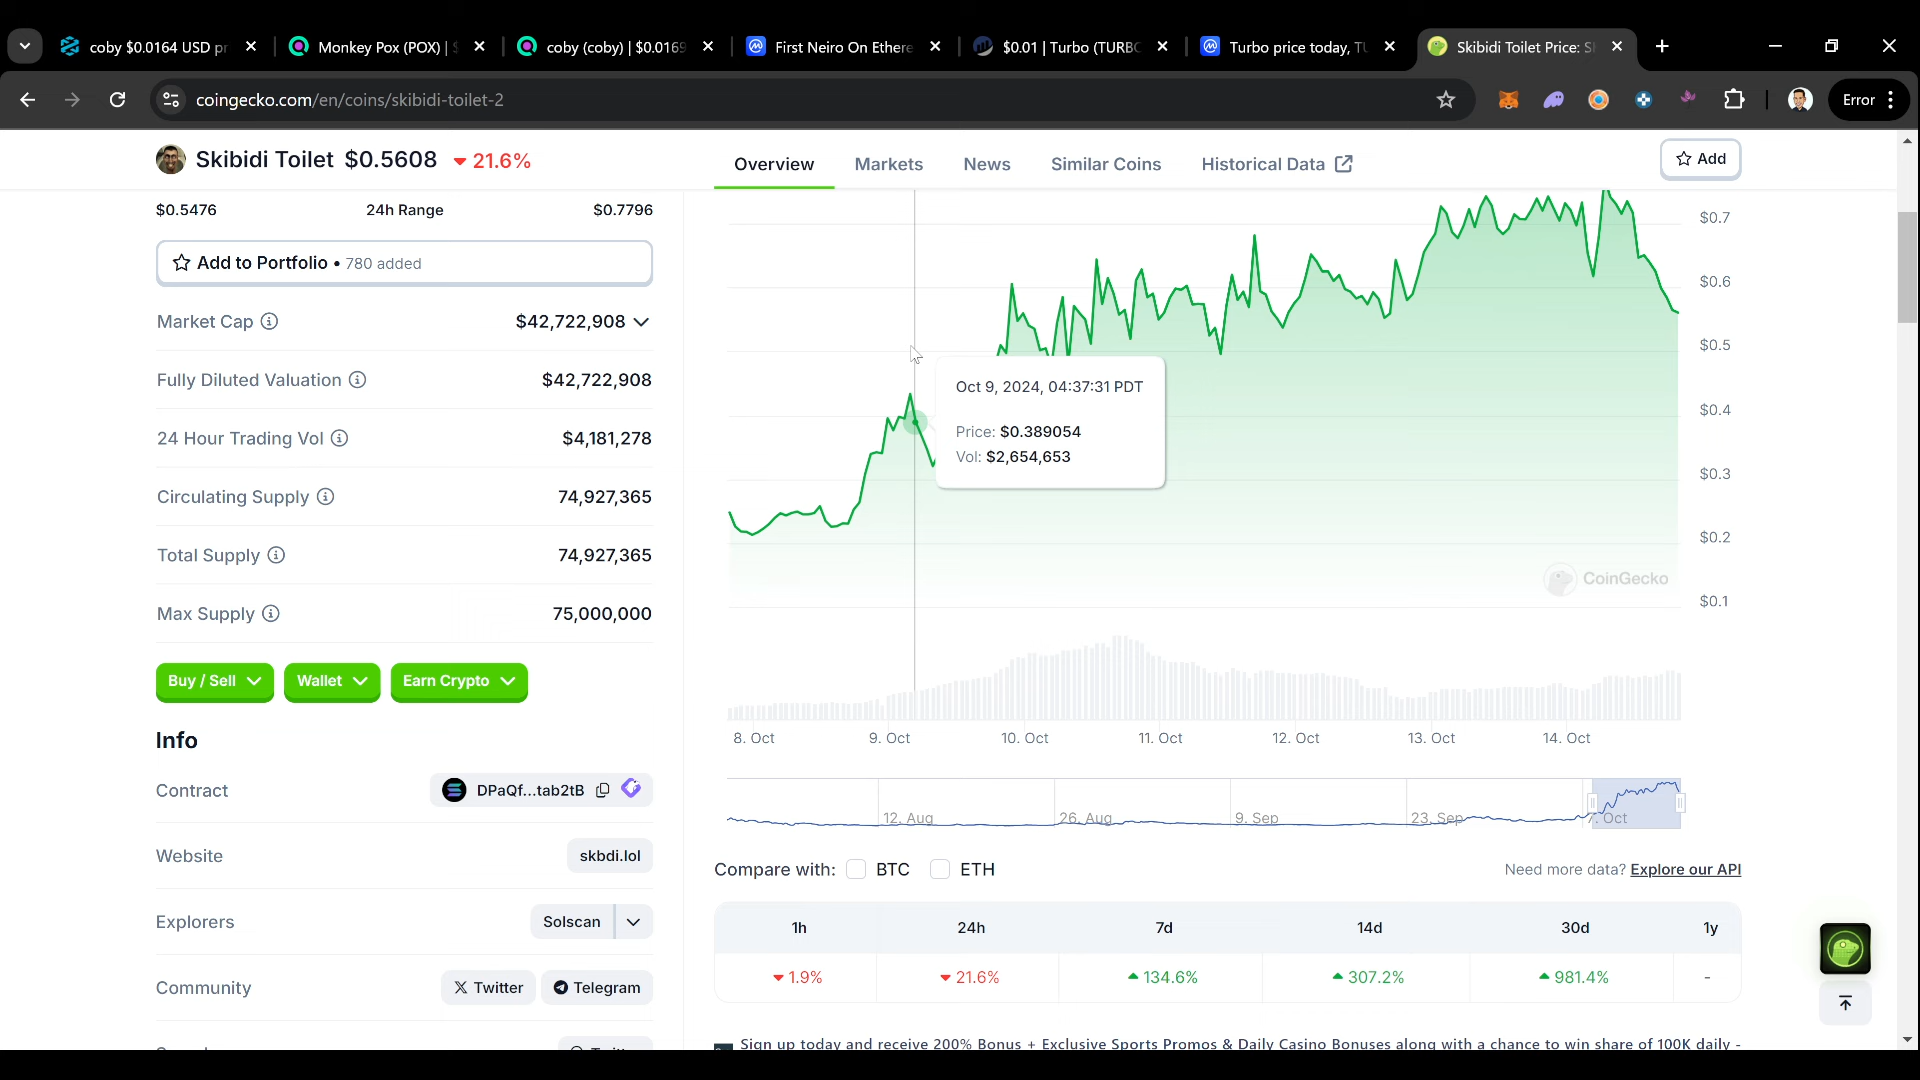 coby $0.0164 USD pr
Monkey Pox (POX) | $
coby (coby) | $0.0169
First Neiro On Ethere
$0.01 | Turbo (TURBO
Turbo price today, TU
Skibidi Toilet Price: S
coingecko.com/en/coins/skibidi-toilet-2
Error
Skibidi Toilet $0.5608 21.6%
Overview
Markets
News
Similar Coins
Historical Data
Add
$0.5476 24h Range $0.7796
Add to Portfolio • 780 added
Market Cap $42,722,908
Fully Diluted Valuation $42,722,908
24 Hour Trading Vol $4,181,278
Circulating Supply 74,927,365
Total Supply 74,927,365
Max Supply 75,000,000
Buy / Sell
Wallet
Earn Crypto
Info
Contract DPaQf...tab2tB
Website skbdi.lol
Explorers Solscan
Community Twitter Telegram
$0.7
$0.6
$0.5
$0.4
$0.3
$0.2
$0.1
Oct 9, 2024, 04:37:31 PDT
Price: $0.389054
Vol: $2,654,653
CoinGecko
8. Oct 9. Oct 10. Oct 11. Oct 12. Oct 13. Oct 14. Oct
12. Aug 26. Aug 9. Sep 23. Sep 7. Oct
Compare with: BTC ETH
Need more data? Explore our API
1h 24h 7d 14d 30d 1y
1.9% 21.6% 134.6% 307.2% 981.4% -
Sign up today and receive 200% Bonus + Exclusive Sports Promos & Daily Casino Bonuses along with a chance to win share of 100K daily -